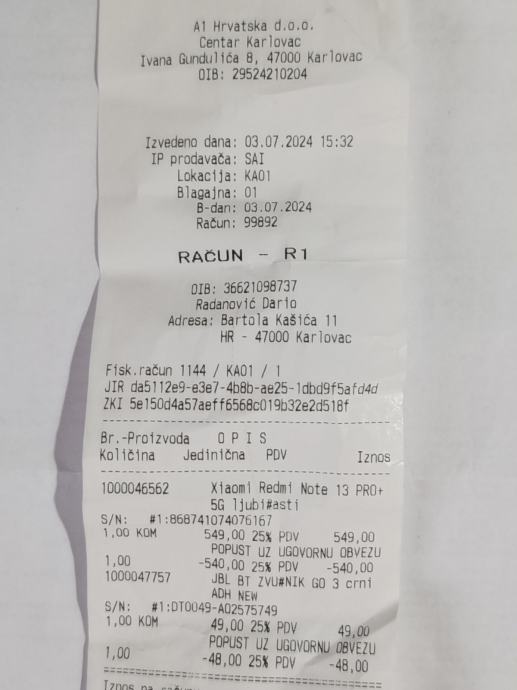 A1 Hrvatska d.o.o.
Centar Karlovac
Ivana Gundulića 8, 47000 Karlovac
OIB: 29524210204
Izvedeno dana: 03.07.2024 15:32
IP prodavača: SAI
Lokacija: KA01
Blagajna: 01
B-dan: 03.07.2024
Račun: 99892
RAČUN - R1
OIB: 36621098737
Radanović Dario
Adresa: Bartola Kašića 11
HR - 47000 Karlovac
Fisk.račun 1144 / KA01 / 1
JIR da5112e9-e3e7-4b8b-ae25-1dbd9f5afd4d
ZKI 5e150d4a57aeff6568c019b32e2d518f
Br.-Proizvoda O P I S
Količina Jedinična PDV Iznos
1000046562 Xiaomi Redmi Note 13 PRO+
5G ljubi#asti
S/N: #1:868741074076167
1,00 KOM 549,00 25% PDV 549,00
POPUST UZ UGOVORNU OBVEZU
1,00 -540,00 25% PDV -540,00
1000047757 JBL BT ZVU#NIK GO 3 crni
ADH NEW
S/N: #1:DT0049-A02575749
1,00 KOM 49,00 25% PDV 49,00
POPUST UZ UGOVORNU OBVEZU
1,00 -48,00 25% PDV -48,00